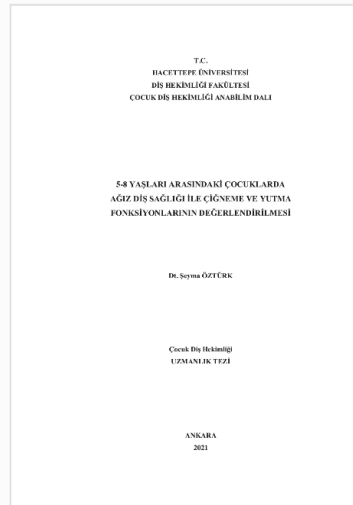 T.C.
HACETTEPE ÜNİVERSİTESİ
DİŞ HEKİMLİĞİ FAKÜLTESİ
ÇOCUK DİŞ HEKİMLİĞİ ANABİLİM DALI
5-8 YAŞLARI ARASINDAKİ ÇOCUKLARDA
AĞIZ DİŞ SAĞLIĞI İLE ÇİĞNEME VE YUTMA
FONKSİYONLARININ DEĞERLENDİRİLMESİ
Dt. Şeyma ÖZTÜRK
Çocuk Diş Hekimliği
UZMANLIK TEZİ
ANKARA
2021